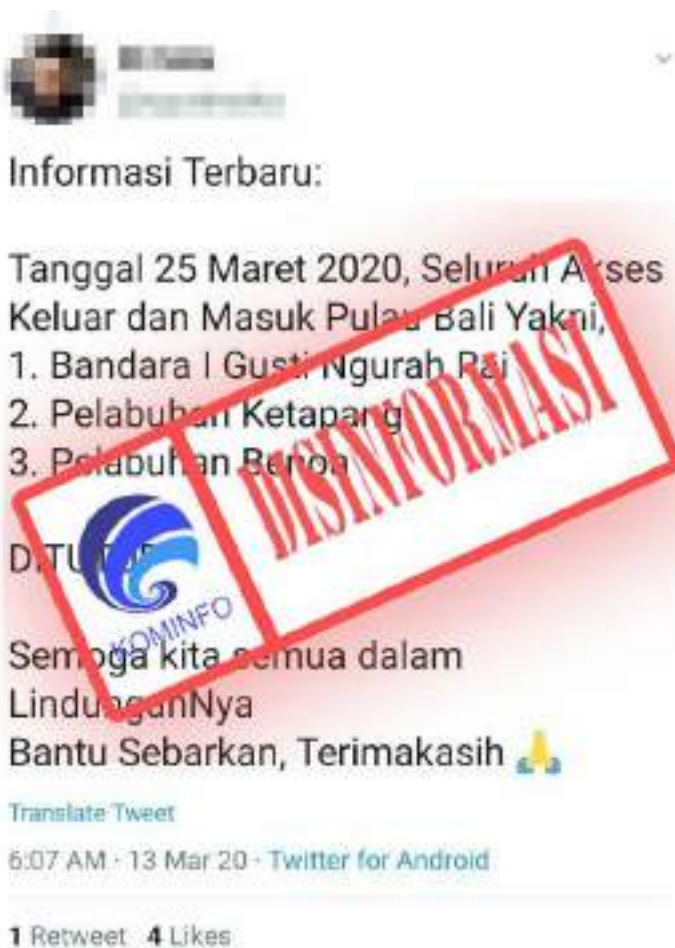 Informasi Terbaru:
Tanggal 25 Maret 2020, Seluruh Akses
Keluar dan Masuk Pulau Bali Yakni,
1. Bandara I Gusti Ngurah Rai
2. Pelabuhan Ketapang
3. Pelabuhan Benoa
DISINFORMASI
DITUTUP
KOMINFO
Semoga kita semua dalam
LindunganNya
Bantu Sebarkan, Terimakasih 🙏
Translate Tweet
6:07 AM · 13 Mar 20 · Twitter for Android
1 Retweet 4 Likes